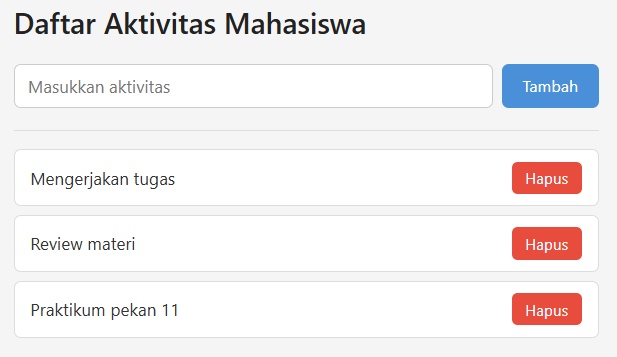 Daftar Aktivitas Mahasiswa
Masukkan aktivitas Tambah
Mengerjakan tugas Hapus
Review materi Hapus
Praktikum pekan 11 Hapus